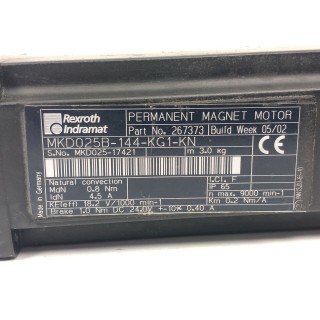 Rexroth
Indramat
PERMANENT MAGNET MOTOR
Part No. 267373 Build Week 05/02
MKD025B-144-KG1-KN
S.No. MKD025-17421 m 3.0 kg
CE
Made in Germany
Natural convection I.Cl. F
MdN 0.8 Nm IP 65
IdN 4.5 A n max 9000 min-1
KE(eff) 18.2 V/1000 min-1 Km 0.2 Nm/A
Brake 1.0 Nm DC 24.0V +-10% 0.40 A